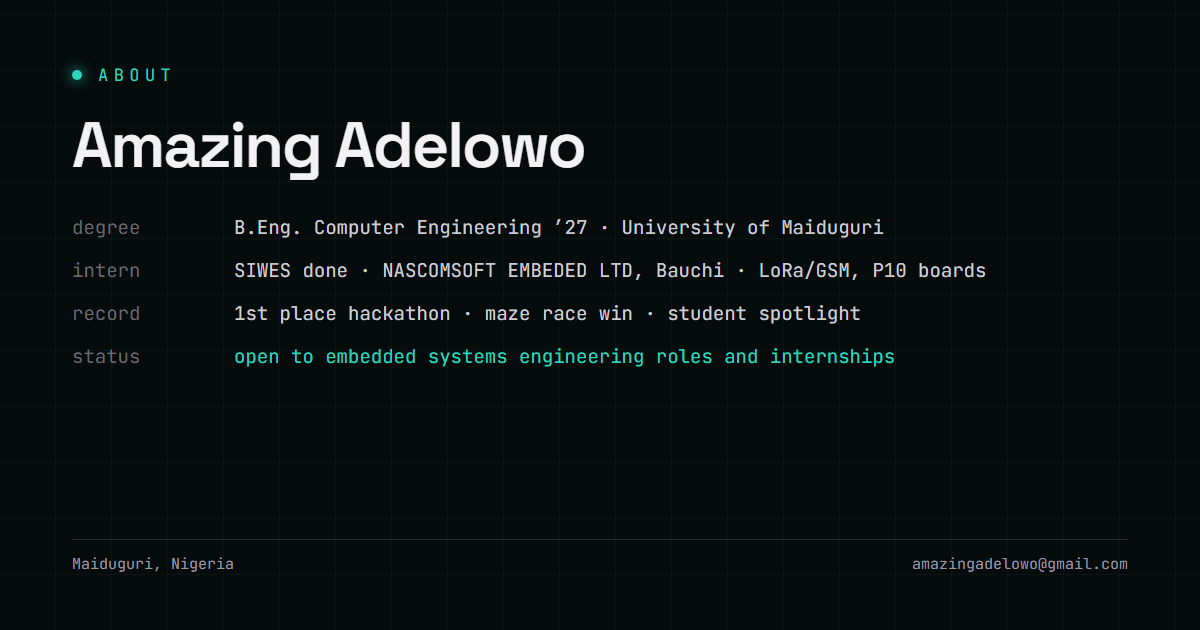 ABOUT
Amazing Adelowo
degree B.Eng. Computer Engineering ’27 · University of Maiduguri
intern SIWES done · NASCOMSOFT EMBEDED LTD, Bauchi · LoRa/GSM, P10 boards
record 1st place hackathon · maze race win · student spotlight
status open to embedded systems engineering roles and internships
Maiduguri, Nigeria amazingadelowo@gmail.com